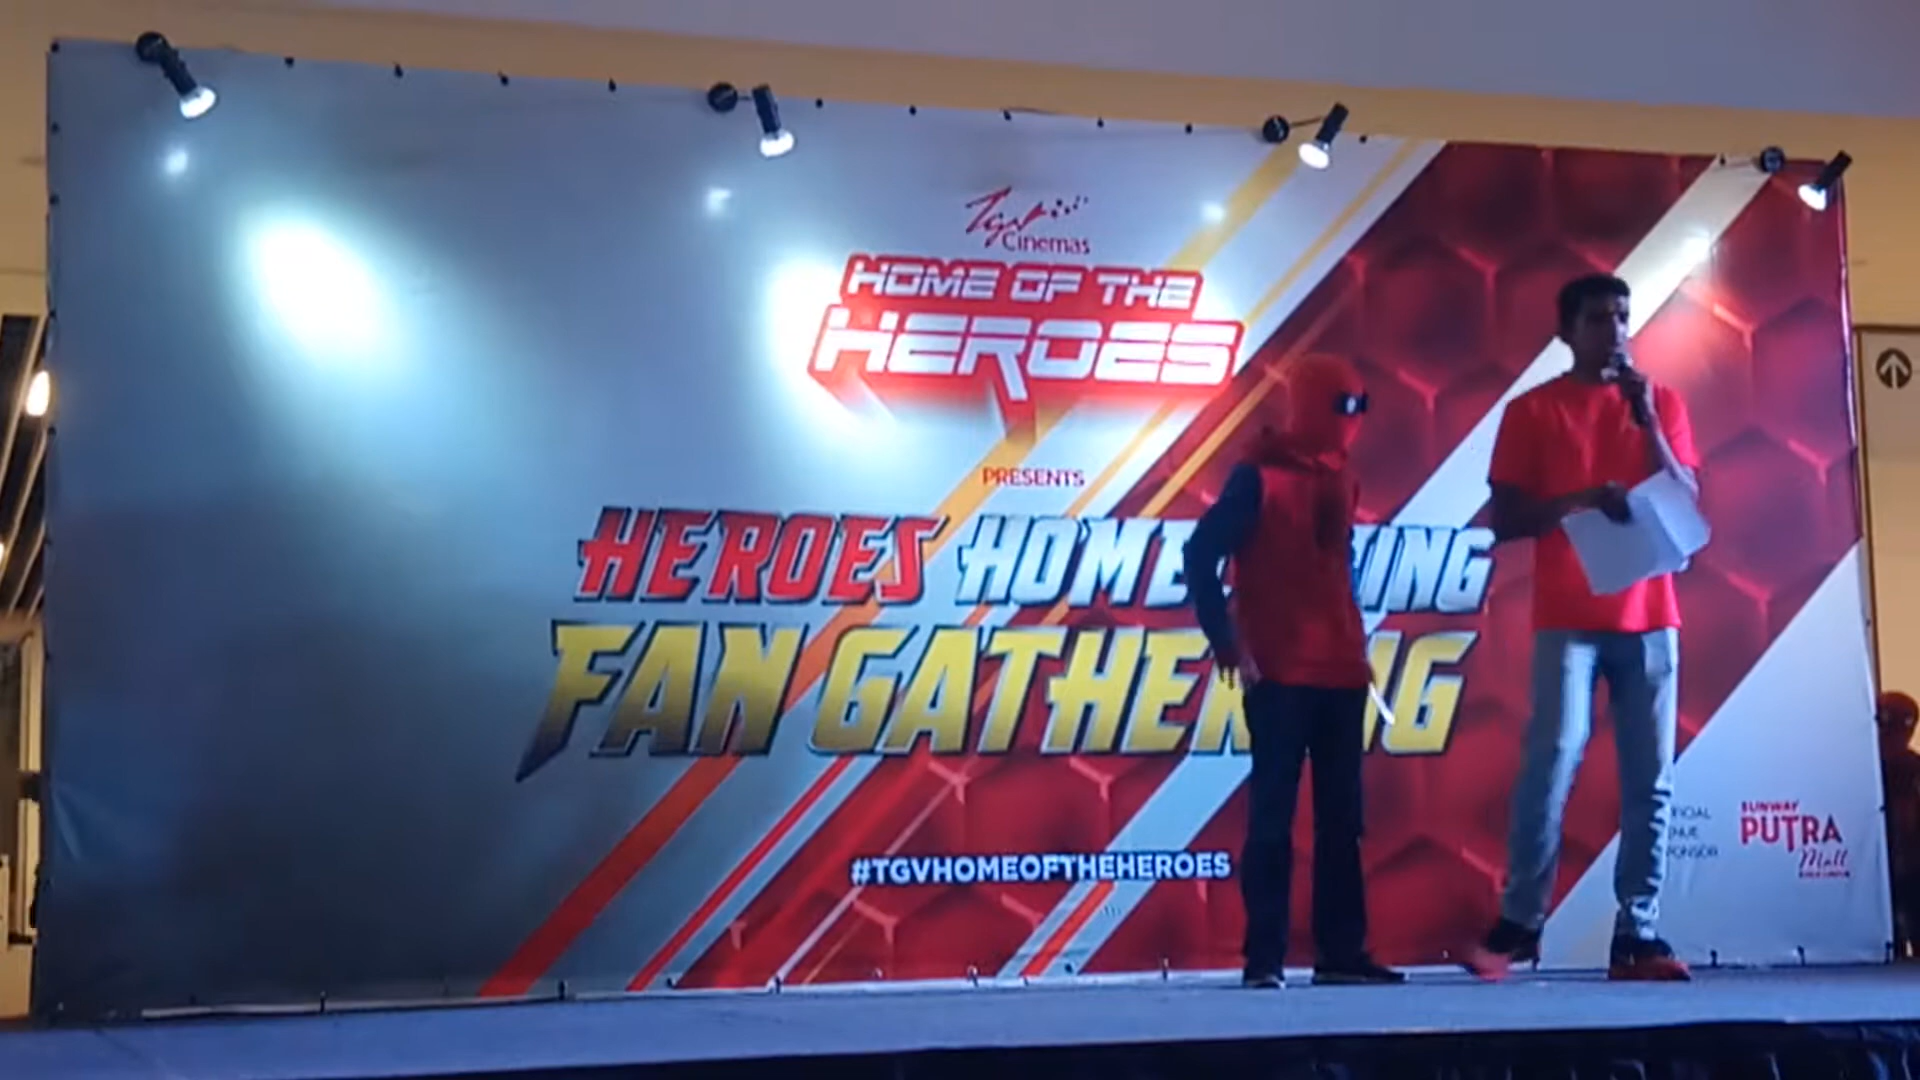 TGV
Cinemas
HOME OF THE
HEROES
PRESENTS
HEROES
FAN
#TGVHOMEOFTHEHEROES
SUNWAY
PUTRA
Mall